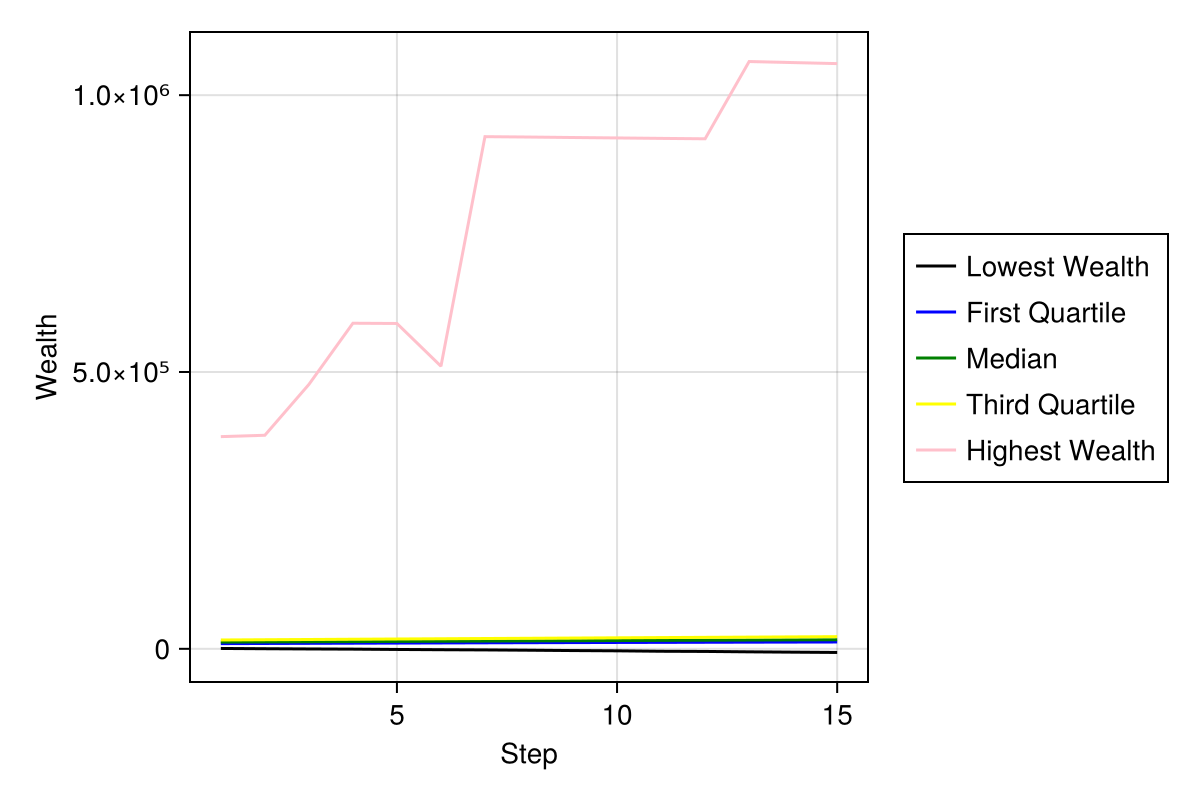 1.0×10⁶
5.0×10⁵
0
Wealth
5
10
15
Step
Lowest Wealth
First Quartile
Median
Third Quartile
Highest Wealth